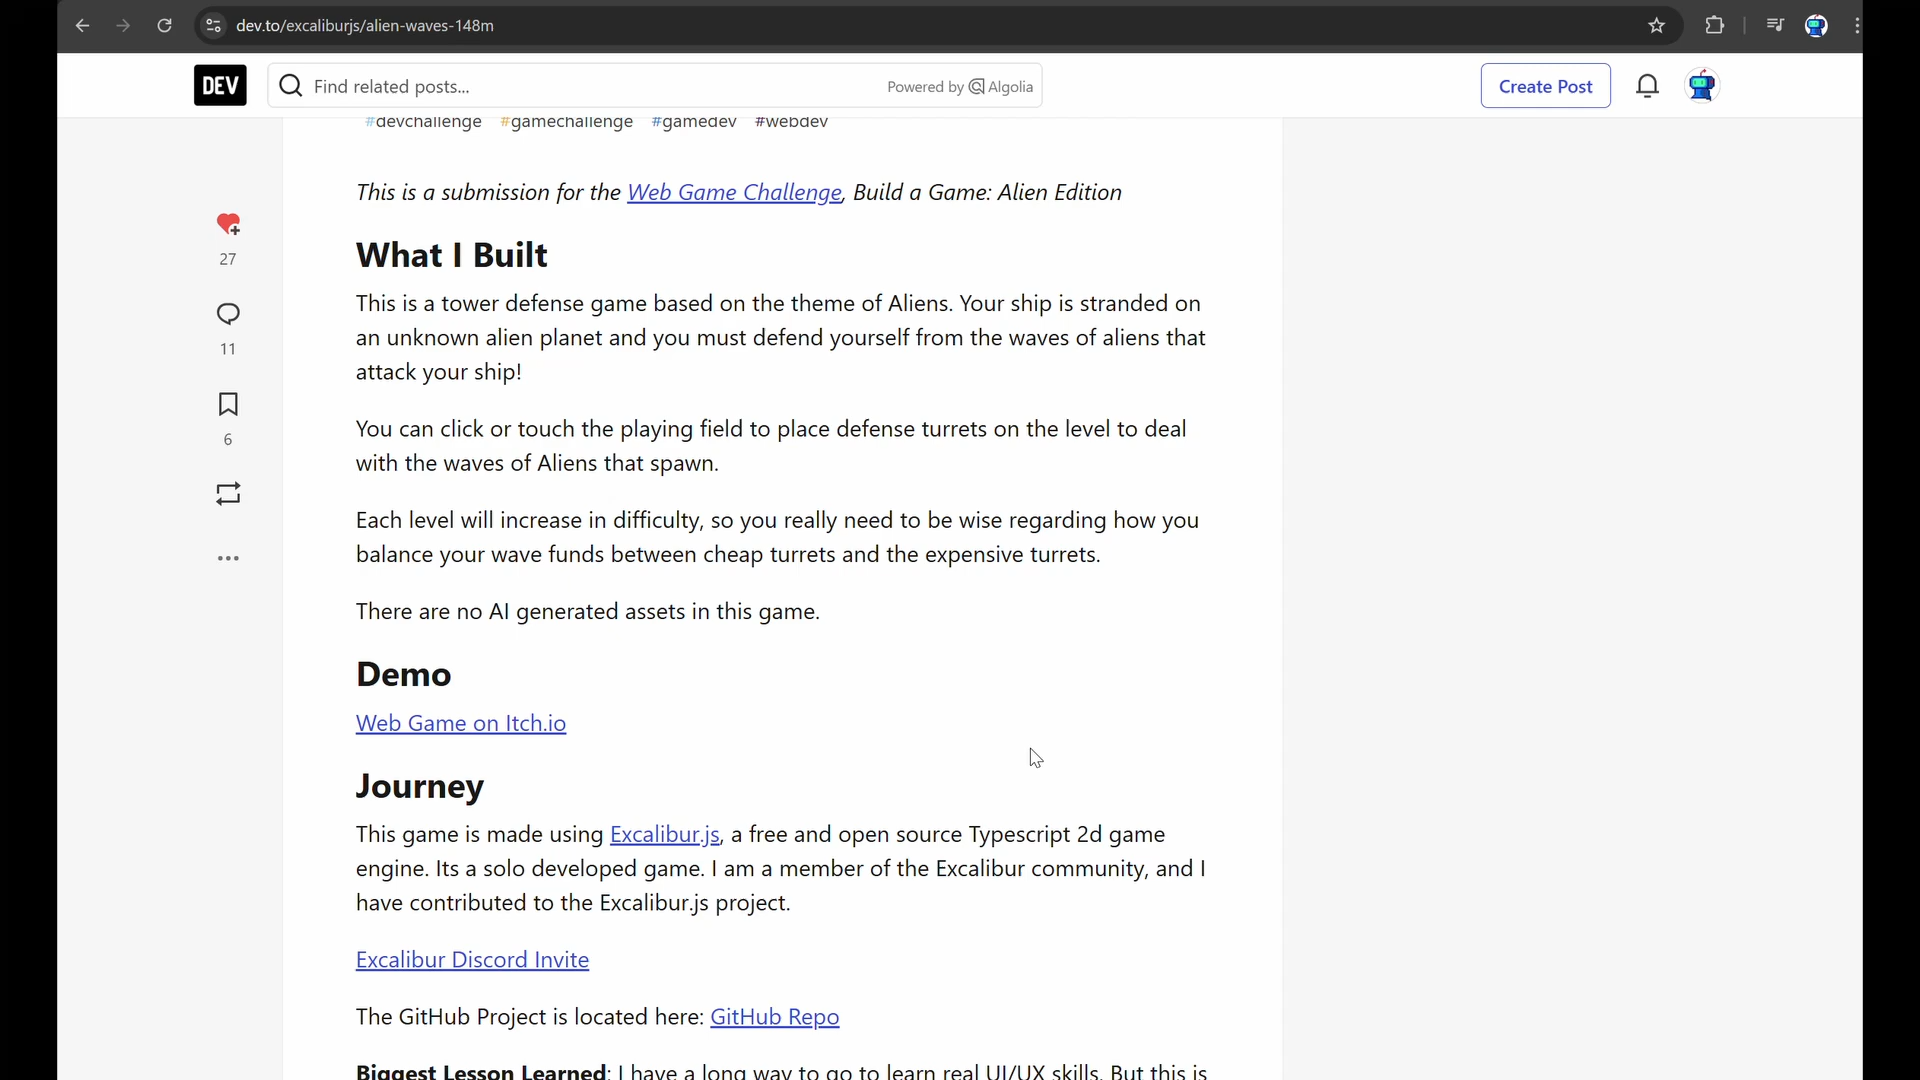 dev.to/excaliburjs/alien-waves-148m
DEV
Find related posts...
Powered by Algolia
Create Post
#devchallenge #gamechallenge #gamedev #webdev
This is a submission for the Web Game Challenge, Build a Game: Alien Edition
27
What I Built
This is a tower defense game based on the theme of Aliens. Your ship is stranded on
an unknown alien planet and you must defend yourself from the waves of aliens that
attack your ship!
11
You can click or touch the playing field to place defense turrets on the level to deal
with the waves of Aliens that spawn.
6
Each level will increase in difficulty, so you really need to be wise regarding how you
balance your wave funds between cheap turrets and the expensive turrets.
There are no AI generated assets in this game.
Demo
Web Game on Itch.io
Journey
This game is made using Excalibur.js, a free and open source Typescript 2d game
engine. Its a solo developed game. I am a member of the Excalibur community, and I
have contributed to the Excalibur.js project.
Excalibur Discord Invite
The GitHub Project is located here: GitHub Repo
Biggest Lesson Learned: I have a long way to go to learn real UI/UX skills. But this is